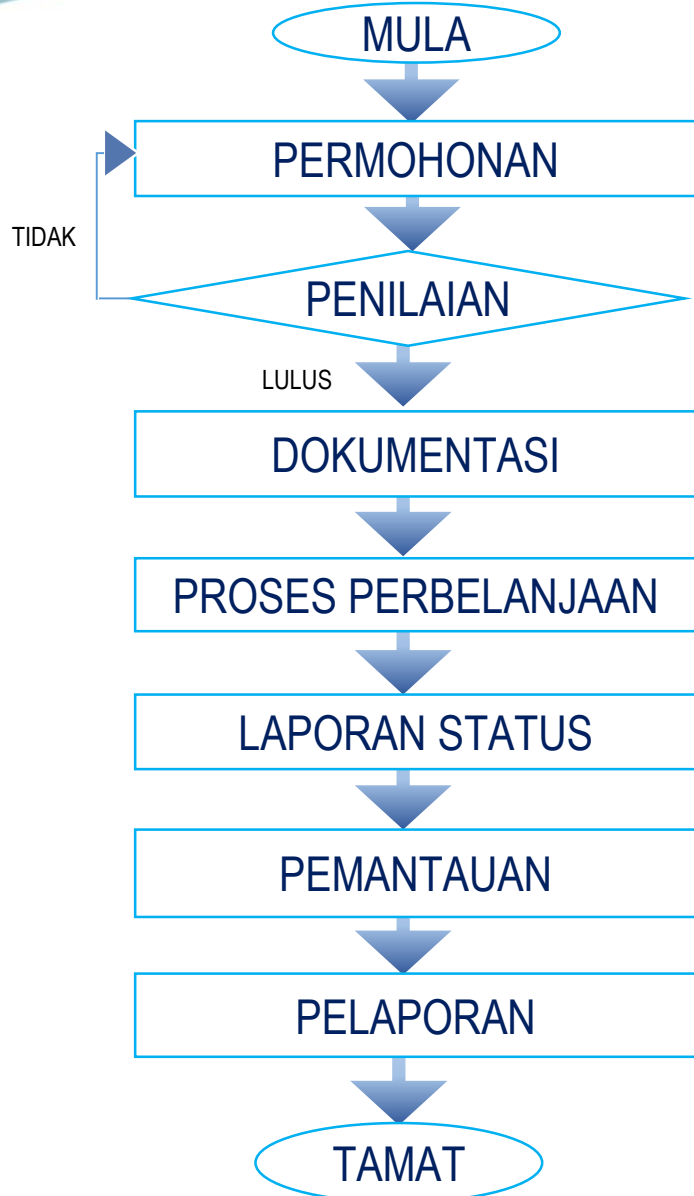 MULA
PERMOHONAN
TIDAK
PENILAIAN
LULUS
DOKUMENTASI
PROSES PERBELANJAAN
LAPORAN STATUS
PEMANTAUAN
PELAPORAN
TAMAT